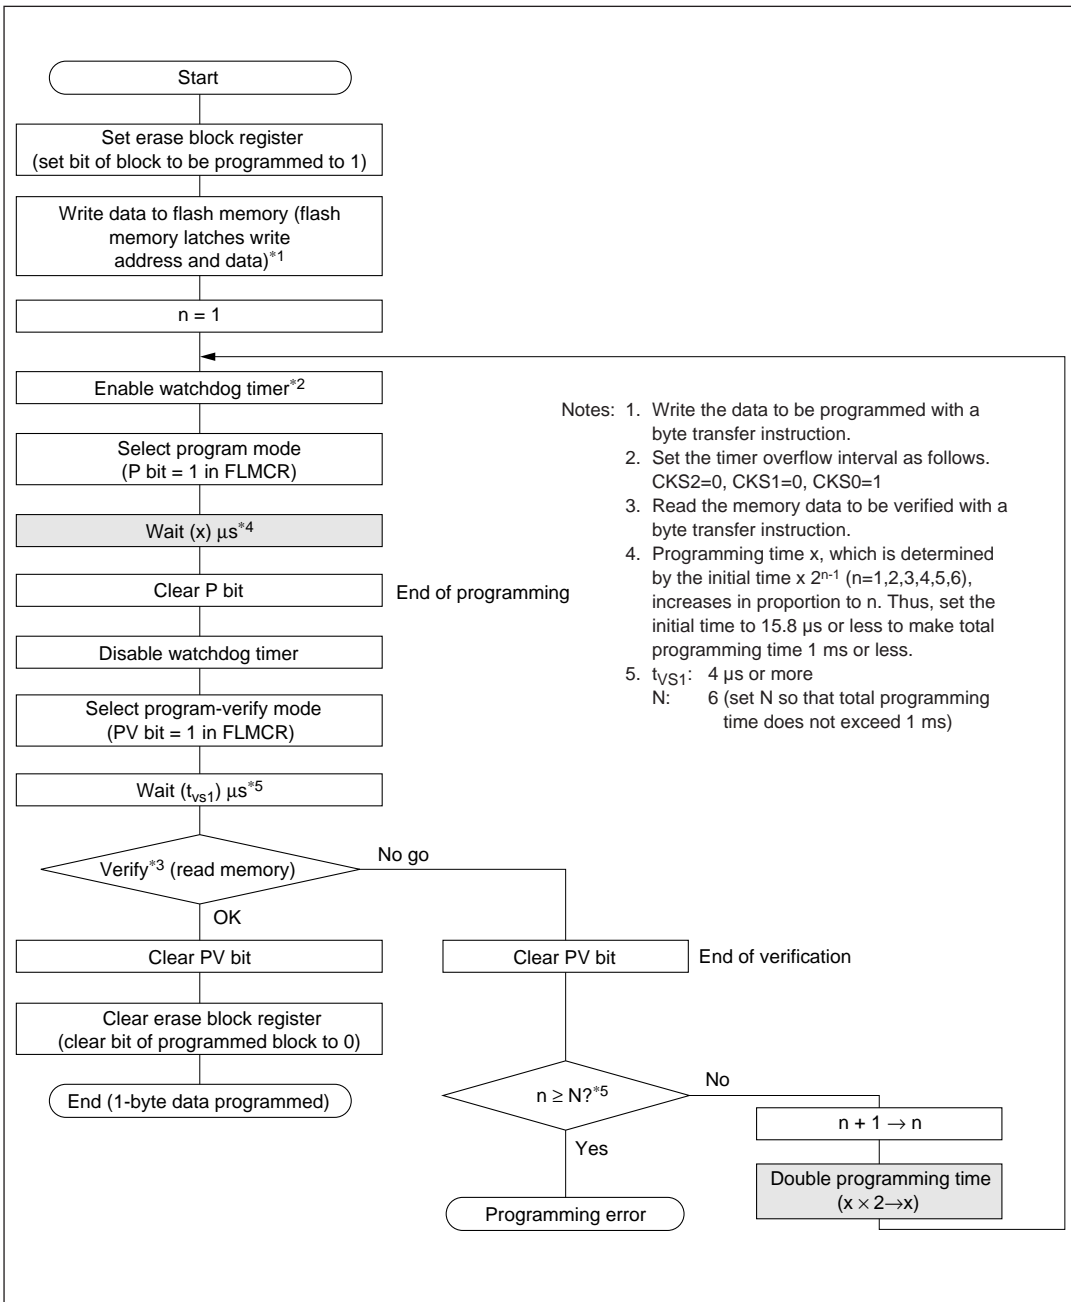 Start
Set erase block register
(set bit of block to be programmed to 1)
Write data to flash memory (flash
memory latches write
address and data)*1
n = 1
Enable watchdog timer*2
Select program mode
(P bit = 1 in FLMCR)
Wait (x) μs*4
Clear P bit
End of programming
Disable watchdog timer
Select program-verify mode
(PV bit = 1 in FLMCR)
Wait (tvs1) μs*5
Verify*3 (read memory)
No go
OK
Clear PV bit
Clear erase block register
(clear bit of programmed block to 0)
End (1-byte data programmed)
Clear PV bit
End of verification
n ≥ N?*5
No
Yes
Programming error
n + 1 → n
Double programming time
(x × 2→x)
Notes: 1. Write the data to be programmed with a
byte transfer instruction.
2. Set the timer overflow interval as follows.
CKS2=0, CKS1=0, CKS0=1
3. Read the memory data to be verified with a
byte transfer instruction.
4. Programming time x, which is determined
by the initial time x 2n-1 (n=1,2,3,4,5,6),
increases in proportion to n. Thus, set the
initial time to 15.8 μs or less to make total
programming time 1 ms or less.
5. tVS1: 4 μs or more
N: 6 (set N so that total programming
time does not exceed 1 ms)